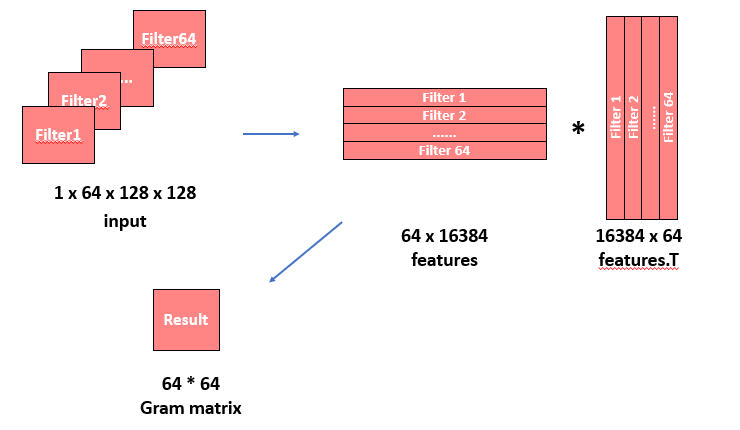 Filter64
...
Filter2
Filter1
1 x 64 x 128 x 128
input
Filter 1
Filter 2
......
Filter 64
64 x 16384
features
*
Filter 1
Filter 2
......
Filter 64
16384 x 64
features.T
Result
64 * 64
Gram matrix